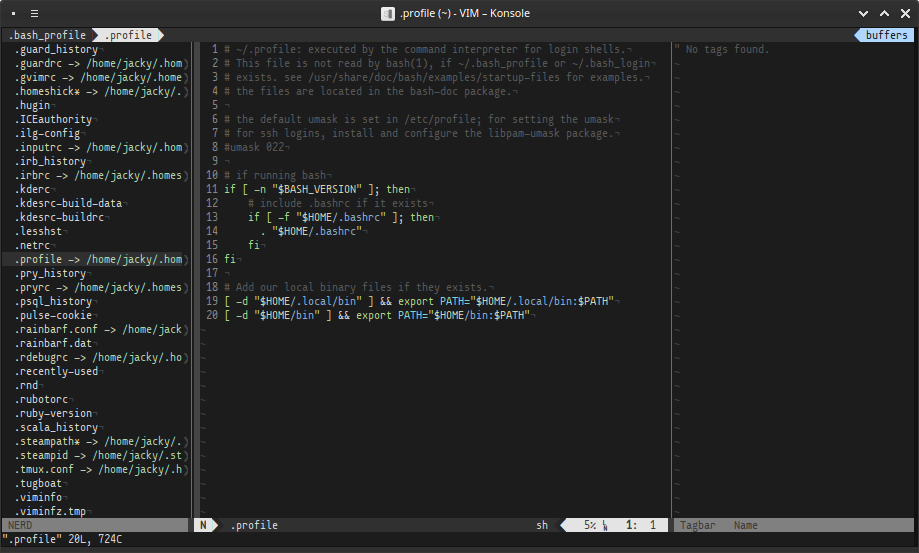 .profile (~) - VIM – Konsole
.bash_profile .profile buffers
.guard_history
.guardrc -> /home/jacky/.hom
.gvimrc -> /home/jacky/.home
.homeshick* -> /home/jacky/.
.hugin
.ICEauthority
.ilg-config
.inputrc -> /home/jacky/.hom
.irb_history
.irbrc -> /home/jacky/.homes
.kderc
.kdesrc-build-data
.kdesrc-buildrc
.lesshst
.netrc
.profile -> /home/jacky/.hom
.pry_history
.pryrc -> /home/jacky/.homes
.psql_history
.pulse-cookie
.rainbarf.conf -> /home/jack
.rainbarf.dat
.rdebugrc -> /home/jacky/.ho
.recently-used
.rnd
.rubotorc
.ruby-version
.scala_history
.steampath* -> /home/jacky/.
.steampid -> /home/jacky/.st
.tmux.conf -> /home/jacky/.h
.tugboat
.viminfo
.viminfz.tmp
1 # ~/.profile: executed by the command interpreter for login shells.
2 # This file is not read by bash(1), if ~/.bash_profile or ~/.bash_login
3 # exists. see /usr/share/doc/bash/examples/startup-files for examples.
4 # the files are located in the bash-doc package.
5
6 # the default umask is set in /etc/profile; for setting the umask
7 # for ssh logins, install and configure the libpam-umask package.
8 #umask 022
9
10 # if running bash
11 if [ -n "$BASH_VERSION" ]; then
12 # include .bashrc if it exists
13 if [ -f "$HOME/.bashrc" ]; then
14 . "$HOME/.bashrc"
15 fi
16 fi
17
18 # Add our local binary files if they exists.
19 [ -d "$HOME/.local/bin" ] && export PATH="$HOME/.local/bin:$PATH"
20 [ -d "$HOME/bin" ] && export PATH="$HOME/bin:$PATH"
" No tags found.
NERD
N .profile sh 5% 1: 1
Tagbar Name
".profile" 20L, 724C